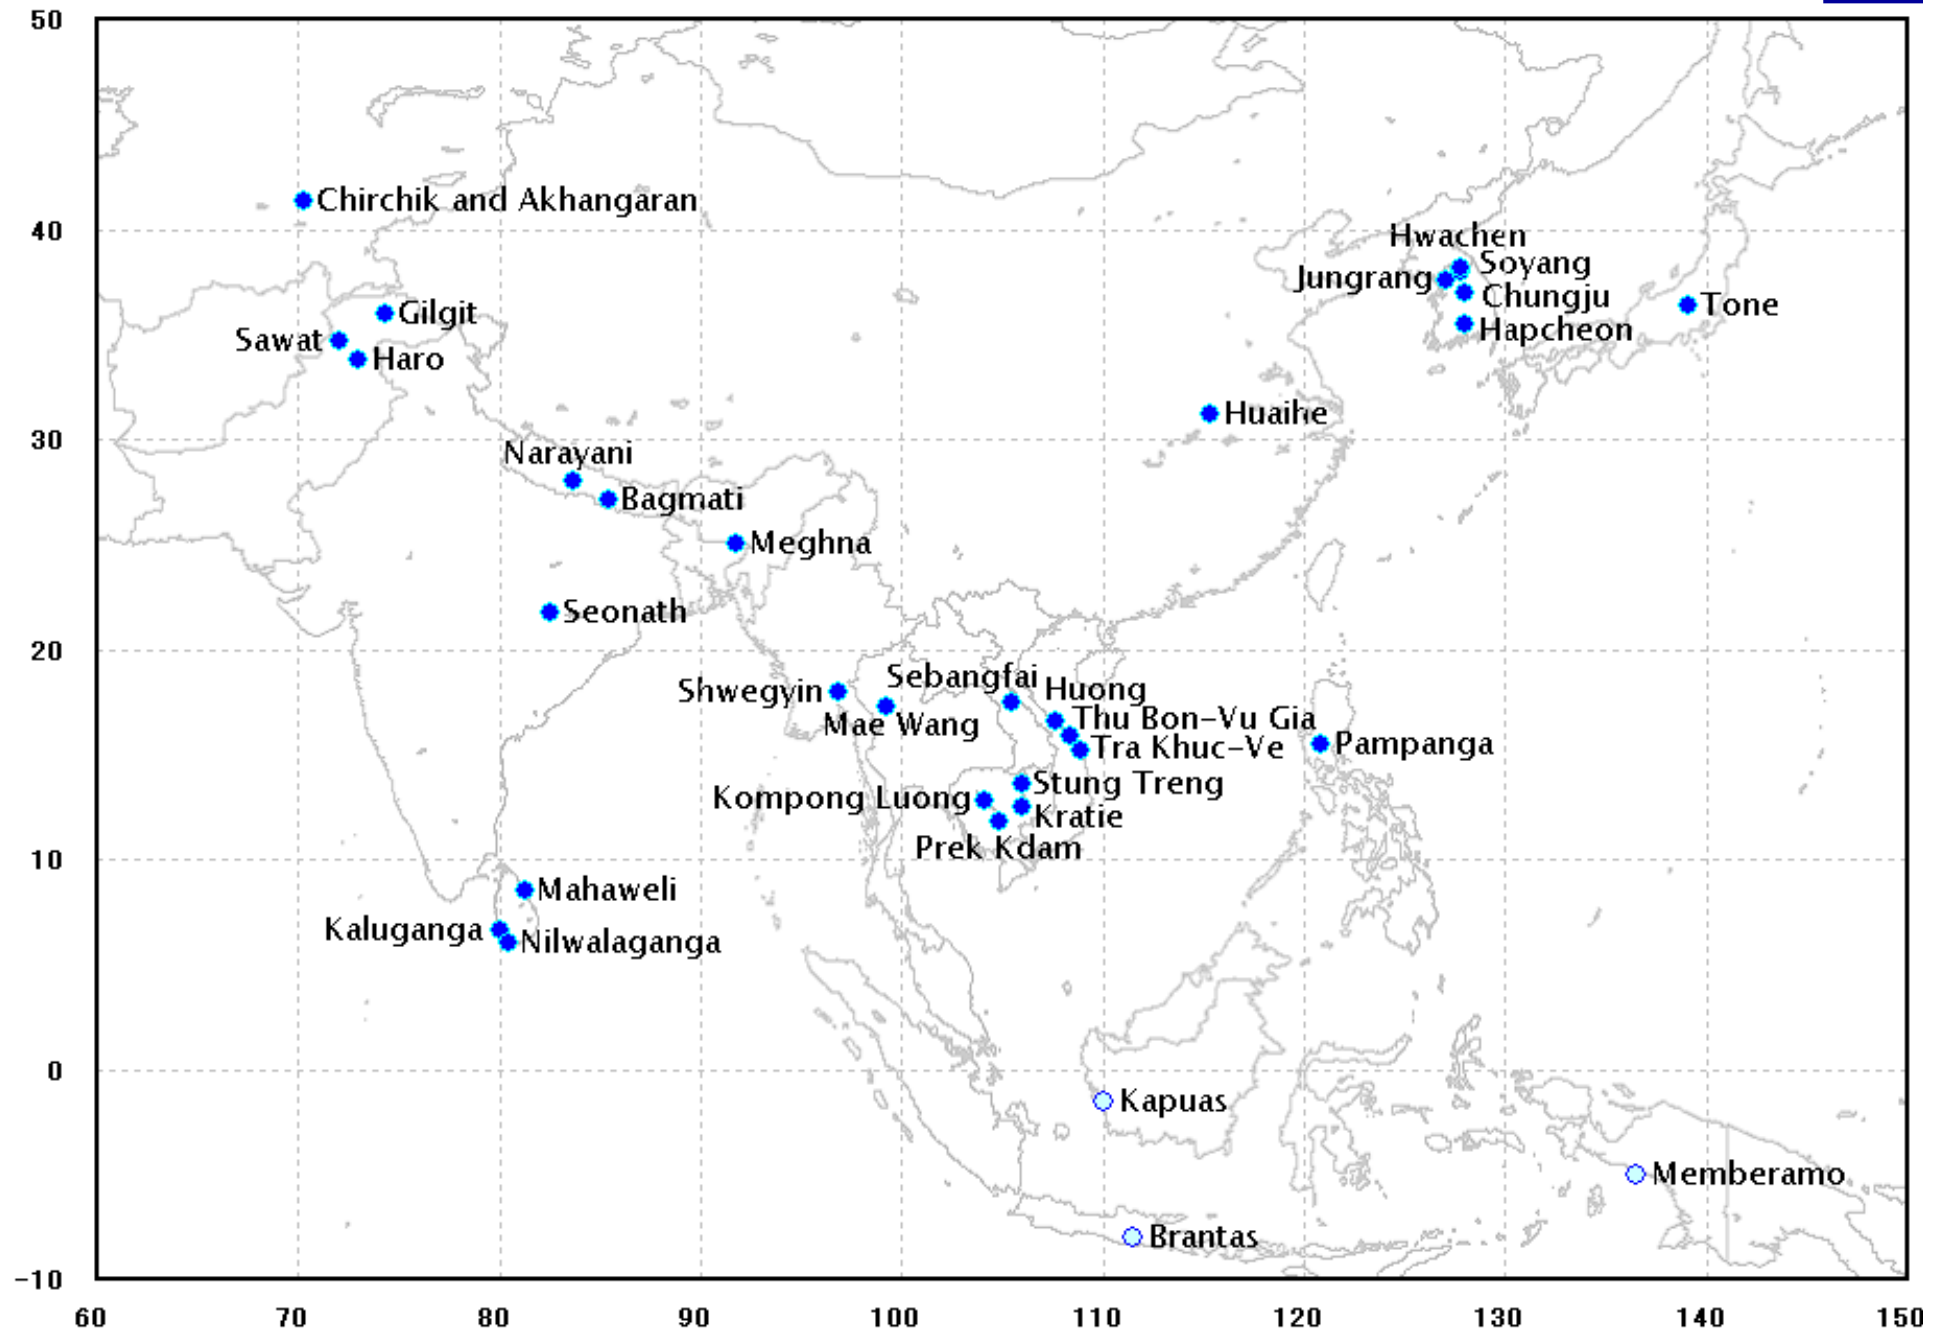 50
Chirchik and Akhangaran
40
Hwachen
Soyang
Jungrang
Chungju
Tone
Hapcheon
Gilgit
Sawat
Haro
Huaihe
30
Narayani
Bagmati
Meghna
Seonath
20
Sebangfai
Shwegyin
Huong
Mae Wang
Thu Bon-Vu Gia
Tra Khuc-Ve
Pampanga
Stung Treng
Kompong Luong
Kratie
Prek Kdam
10
Mahaweli
Kaluganga
Nilwalaganga
0
Kapuas
Memberamo
Brantas
-10
60 70 80 90 100 110 120 130 140 150